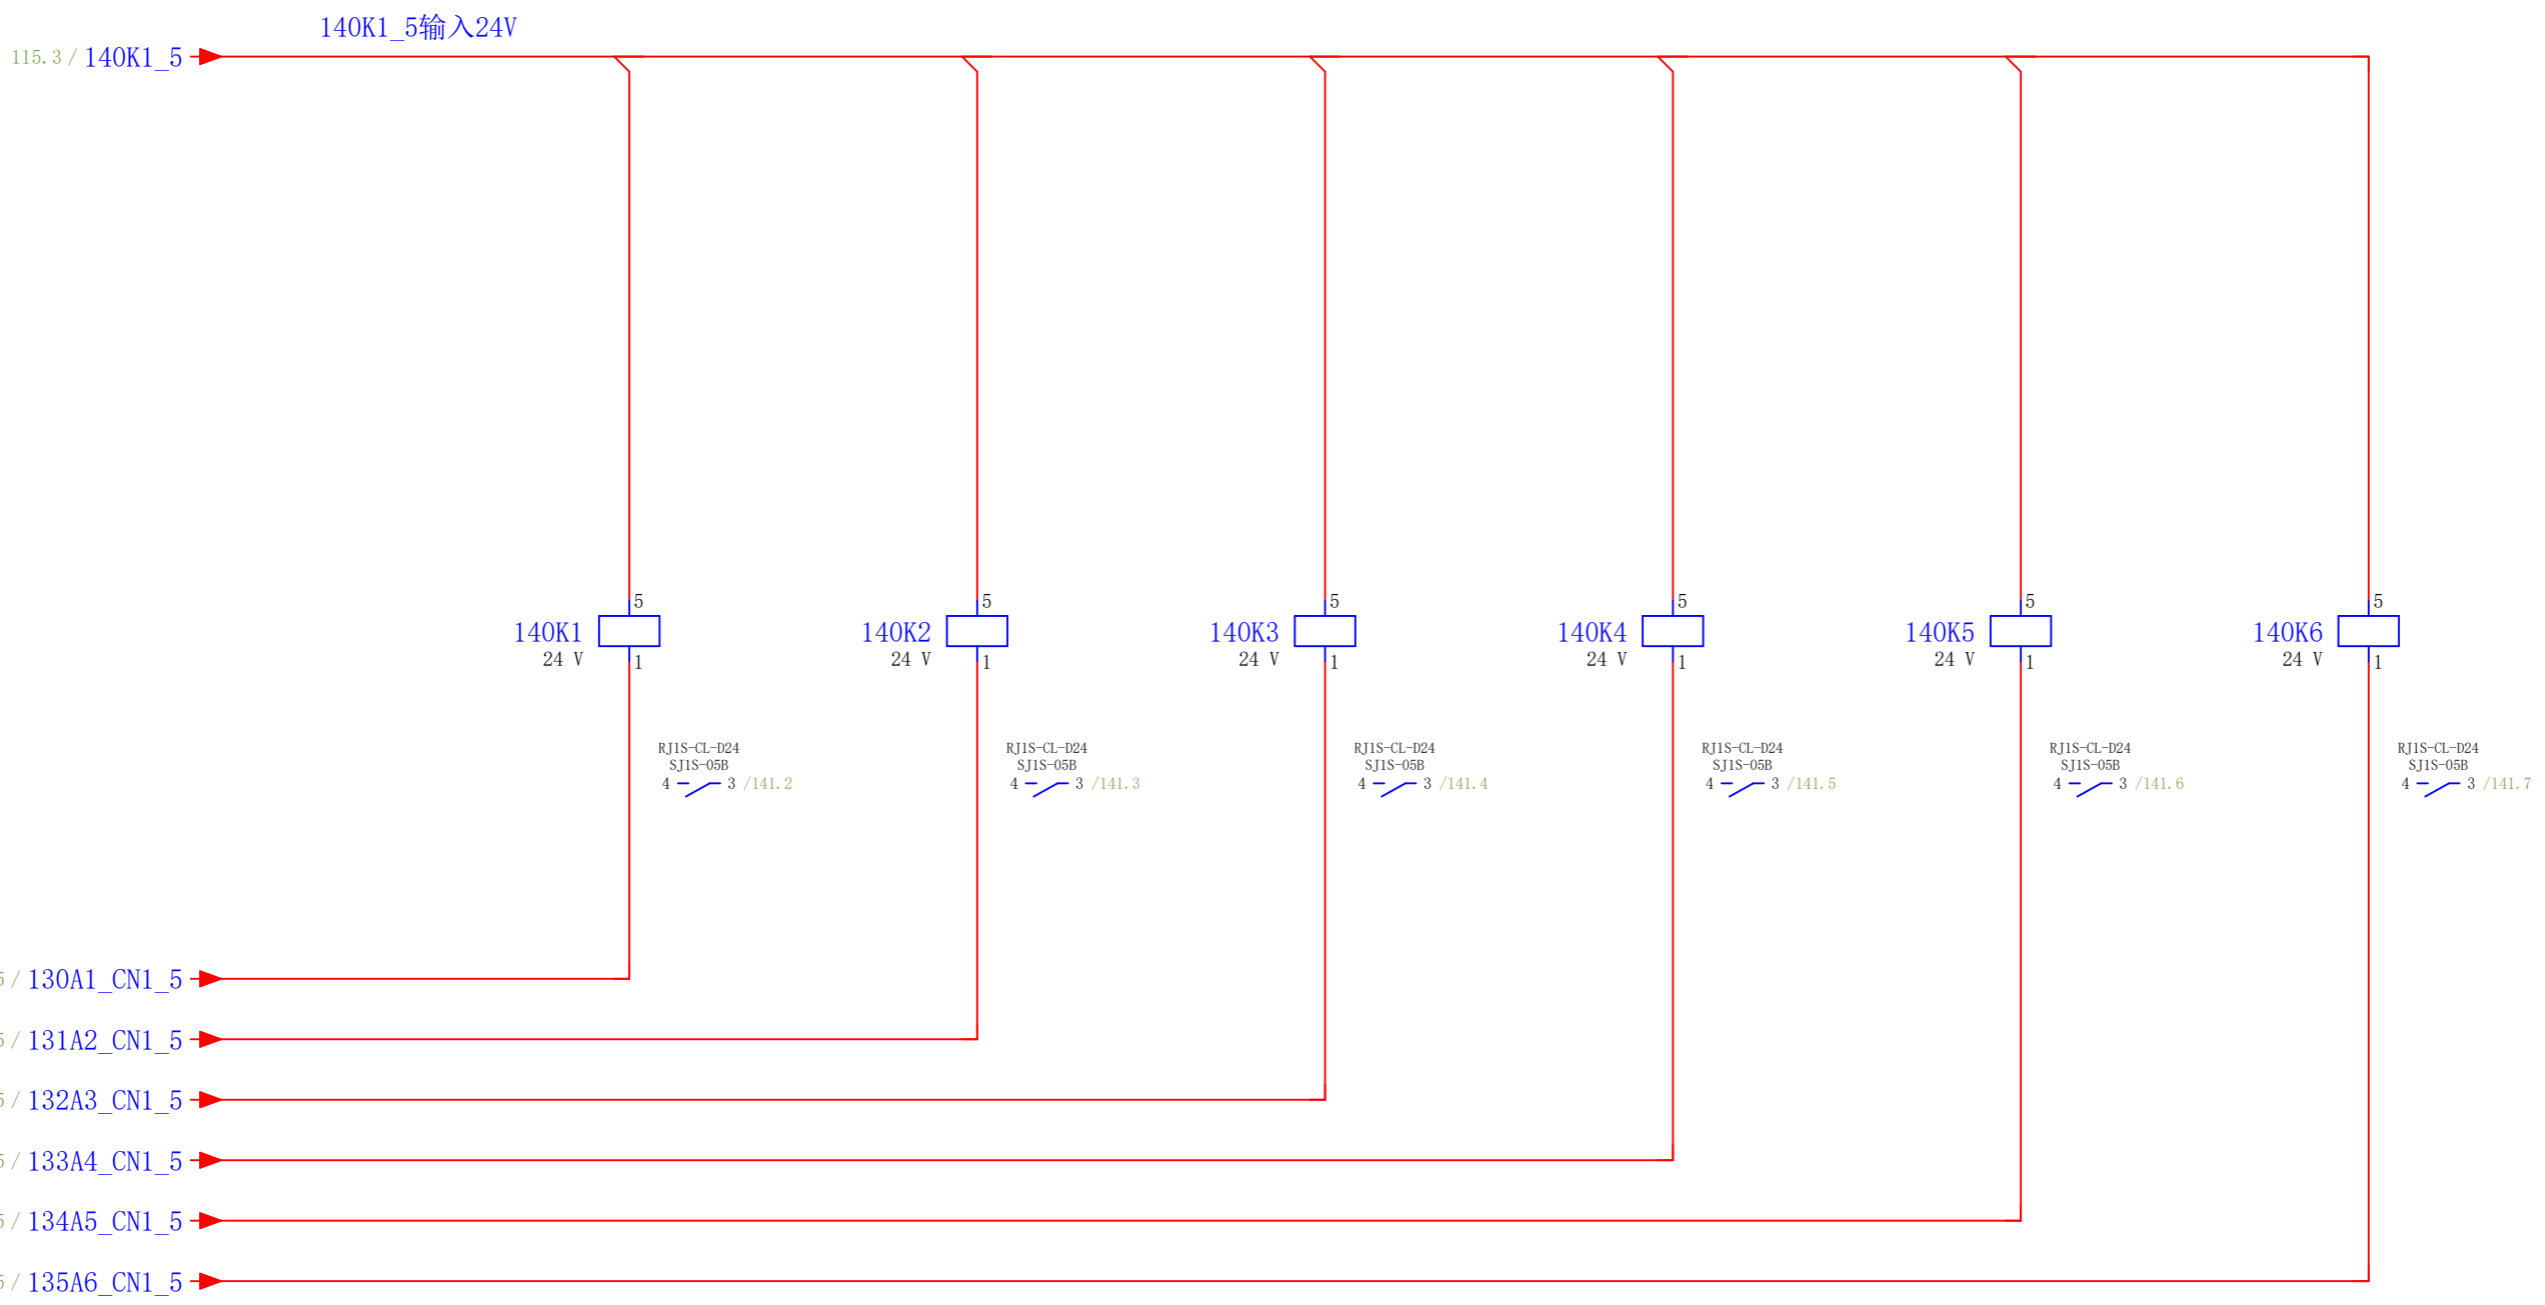 140K1_5输入24V
115.3 / 140K1_5
5 5 5 5 5 5
140K1 140K2 140K3 140K4 140K5 140K6
24 V 24 V 24 V 24 V 24 V 24 V
1 1 1 1 1 1
RJ1S-CL-D24 RJ1S-CL-D24 RJ1S-CL-D24 RJ1S-CL-D24 RJ1S-CL-D24 RJ1S-CL-D24
SJ1S-05B SJ1S-05B SJ1S-05B SJ1S-05B SJ1S-05B SJ1S-05B
4 3 /141.2 4 3 /141.3 4 3 /141.4 4 3 /141.5 4 3 /141.6 4 3 /141.7
/ 130A1_CN1_5
/ 131A2_CN1_5
/ 132A3_CN1_5
/ 133A4_CN1_5
/ 134A5_CN1_5
/ 135A6_CN1_5